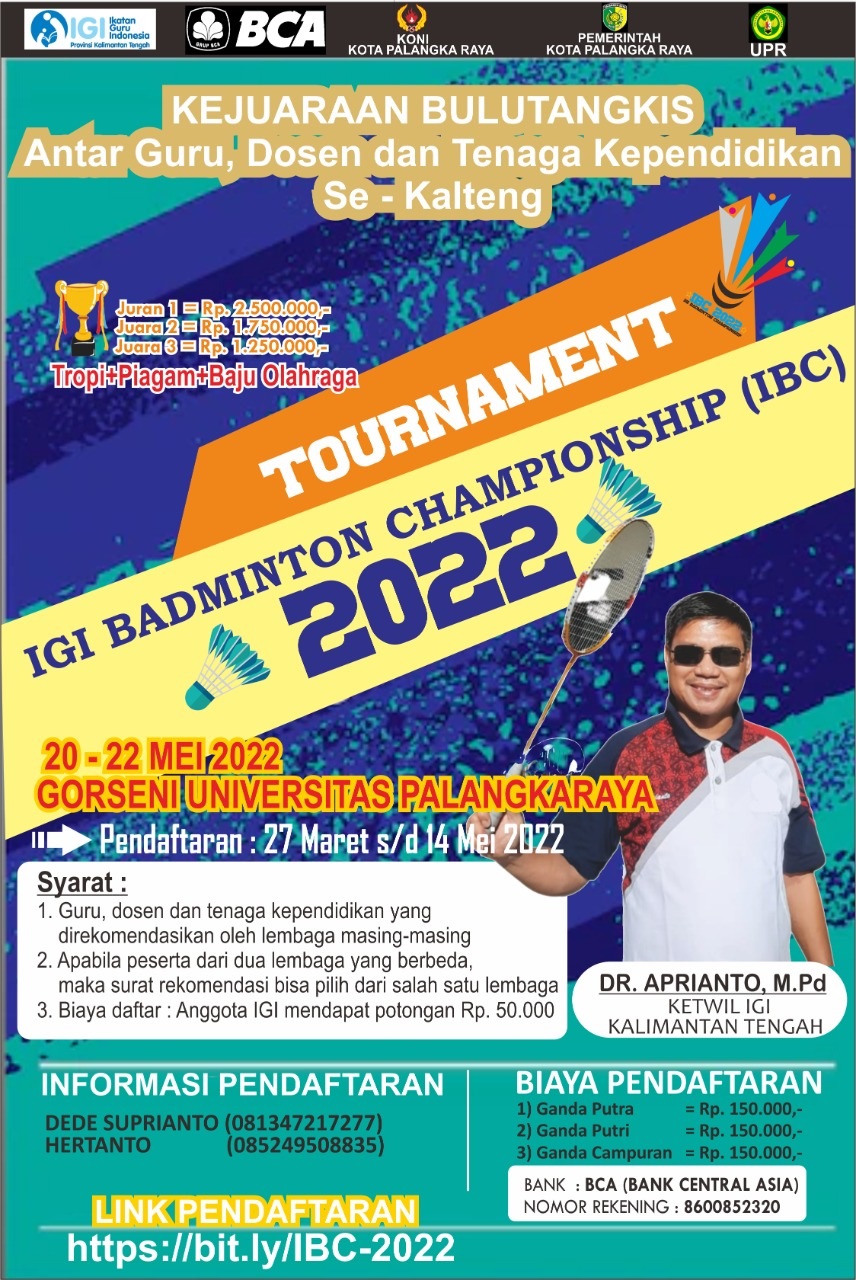 IGI Ikatan Guru Indonesia
Provinsi Kalimantan Tengah
GRUP BCA
BCA
KONI
KOTA PALANGKA RAYA
PEMERINTAH
KOTA PALANGKA RAYA
UPR
KEJUARAAN BULUTANGKIS
Antar Guru, Dosen dan Tenaga Kependidikan
Se - Kalteng
Juran 1 = Rp. 2.500.000,-
Juara 2 = Rp. 1.750.000,-
Juara 3 = Rp. 1.250.000,-
Tropi+Piagam+Baju Olahraga
IBC 2022
IGI BADMINTON CHAMPIONSHIP
TOURNAMENT
IGI BADMINTON CHAMPIONSHIP (IBC)
2022
20 - 22 MEI 2022
GORSENI UNIVERSITAS PALANGKARAYA
Pendaftaran : 27 Maret s/d 14 Mei 2022
Syarat :
1. Guru, dosen dan tenaga kependidikan yang
direkomendasikan oleh lembaga masing-masing
2. Apabila peserta dari dua lembaga yang berbeda,
maka surat rekomendasi bisa pilih dari salah satu lembaga
3. Biaya daftar : Anggota IGI mendapat potongan Rp. 50.000
DR. APRIANTO, M.Pd
KETWIL IGI
KALIMANTAN TENGAH
INFORMASI PENDAFTARAN
DEDE SUPRIANTO (081347217277)
HERTANTO (085249508835)
BIAYA PENDAFTARAN
1) Ganda Putra = Rp. 150.000,-
2) Ganda Putri = Rp. 150.000,-
3) Ganda Campuran = Rp. 150.000,-
BANK : BCA (BANK CENTRAL ASIA)
NOMOR REKENING : 8600852320
LINK PENDAFTARAN
https://bit.ly/IBC-2022